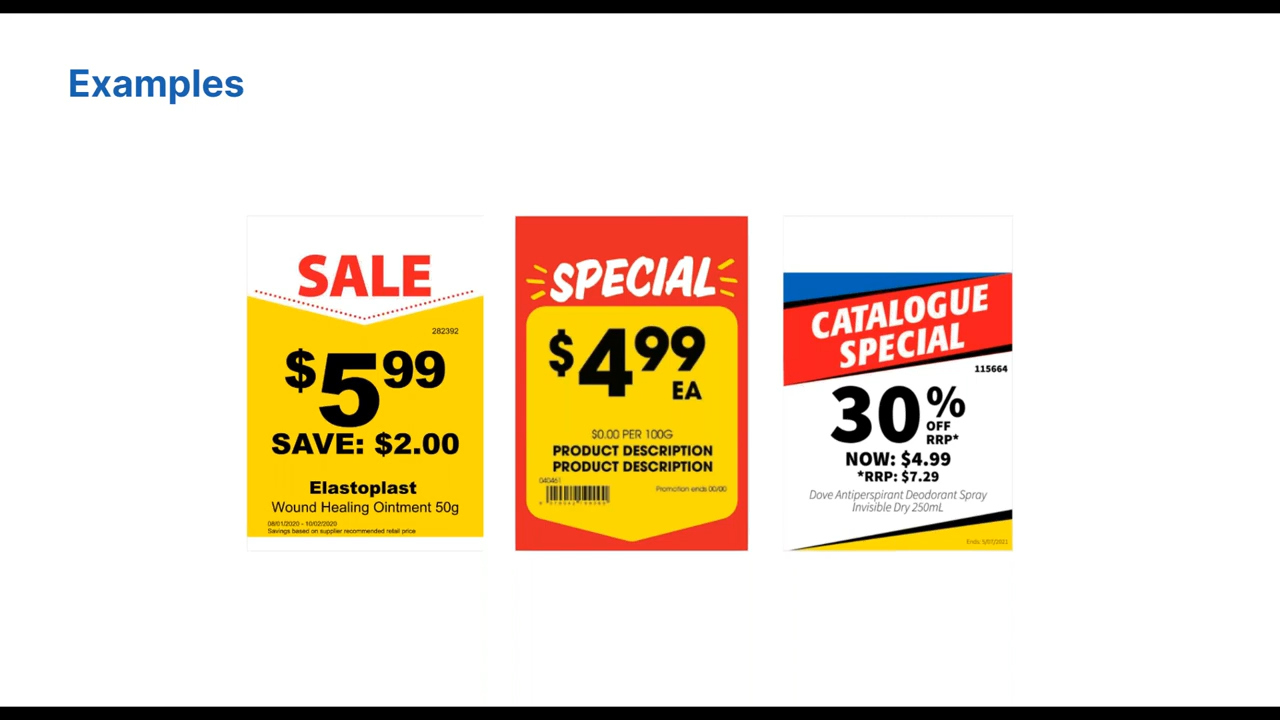 Examples
SALE
282392
$5 99
SAVE: $2.00
Elastoplast
Wound Healing Ointment 50g
08/01/2020 - 10/02/2020
Savings based on supplier recommended retail price
SPECIAL
$4 99
EA
$0.00 PER 100G
PRODUCT DESCRIPTION
PRODUCT DESCRIPTION
040461
Promotion ends 00/00
CATALOGUE
SPECIAL
115664
30%
OFF
RRP*
NOW: $4.99
*RRP: $7.29
Dove Antiperspirant Deodorant Spray
Invisible Dry 250mL
Ends: 5/07/2021